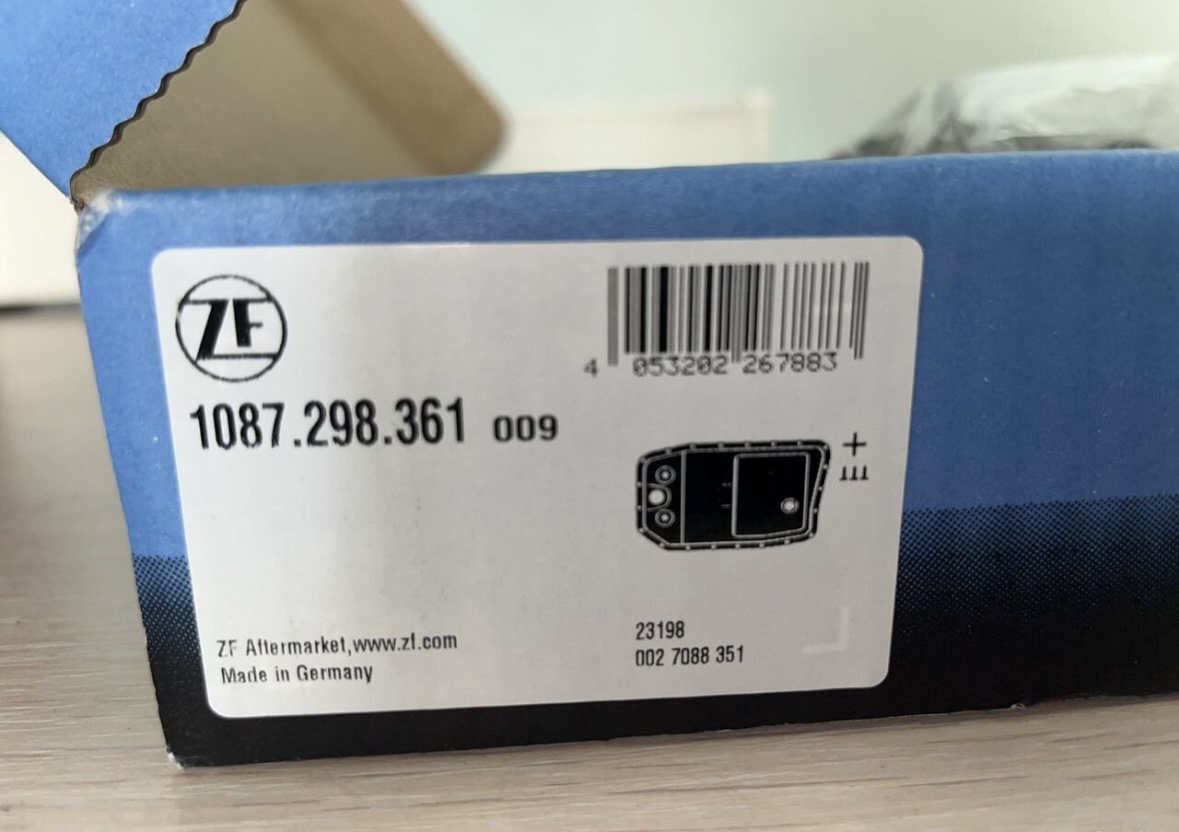 ZF
4 053202 267883
1087.298.361 009
ZF Aftermarket,www.zf.com
Made in Germany
23198
002 7088 351